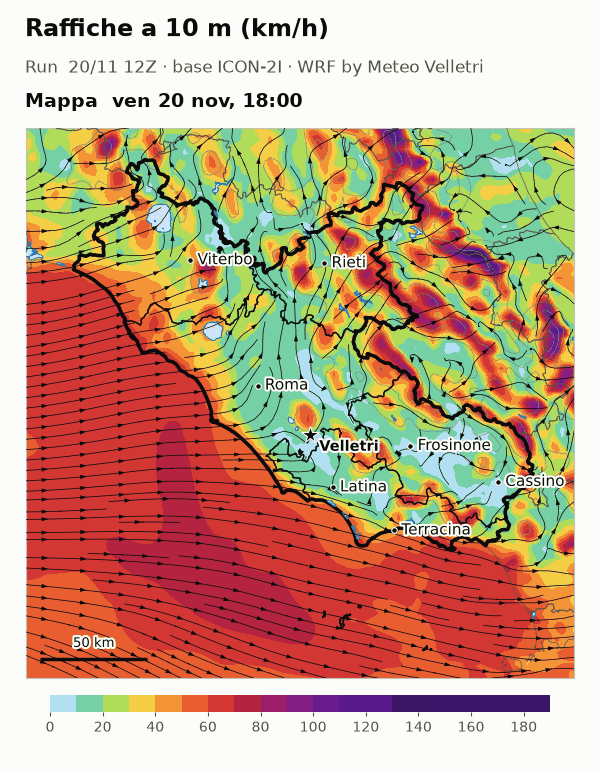 Raffiche a 10 m (km/h)
Run  20/11 12Z · base ICON-2I · WRF by Meteo Velletri
Mappa  ven 20 nov, 18:00
Viterbo
Rieti
Roma
Velletri
Frosinone
Cassino
Latina
Terracina
50 km
0 20 40 60 80 100 120 140 160 180